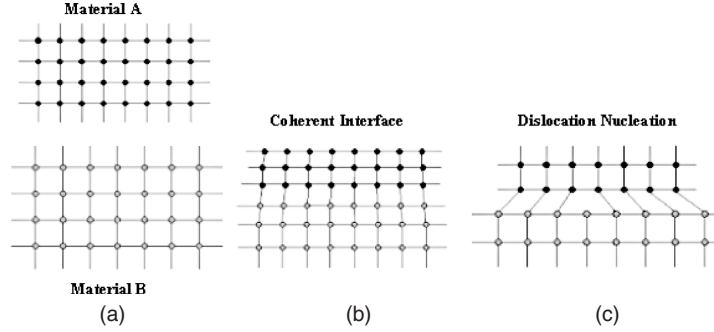 Material A
Coherent Interface
Dislocation Nucleation
Material B
(a)
(b)
(c)